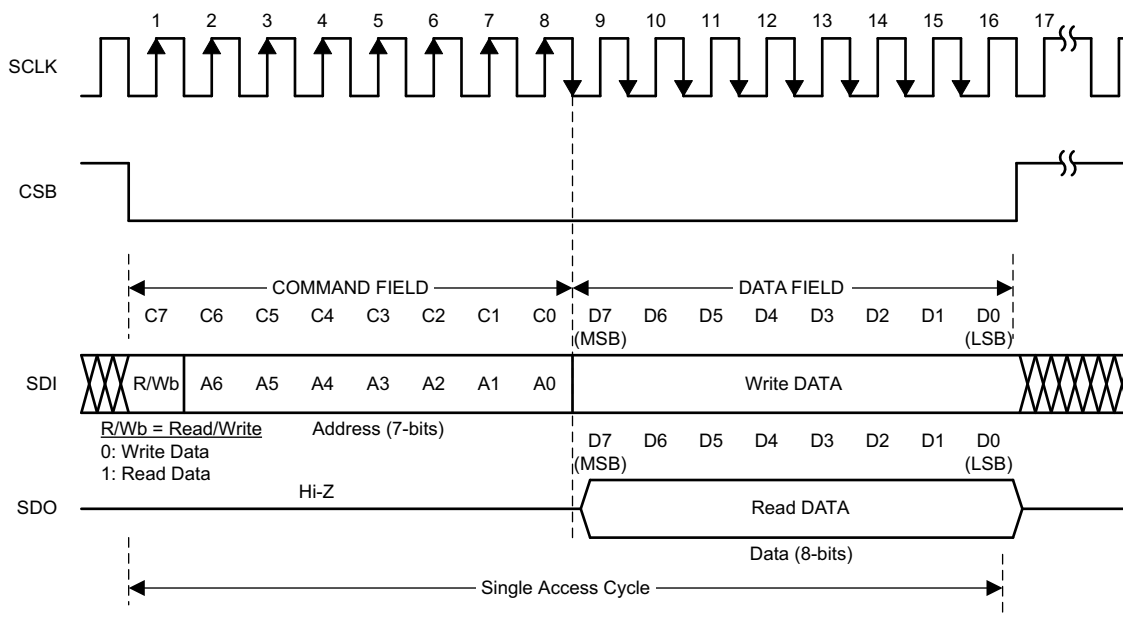 1 2 3 4 5 6 7 8 9 10 11 12 13 14 15 16 17
SCLK
CSB
COMMAND FIELD DATA FIELD
C7 C6 C5 C4 C3 C2 C1 C0 D7 D6 D5 D4 D3 D2 D1 D0
(MSB) (LSB)
SDI R/Wb A6 A5 A4 A3 A2 A1 A0 Write DATA
R/Wb = Read/Write Address (7-bits)
0: Write Data
1: Read Data
D7 D6 D5 D4 D3 D2 D1 D0
(MSB) (LSB)
Hi-Z
SDO Read DATA
Data (8-bits)
Single Access Cycle